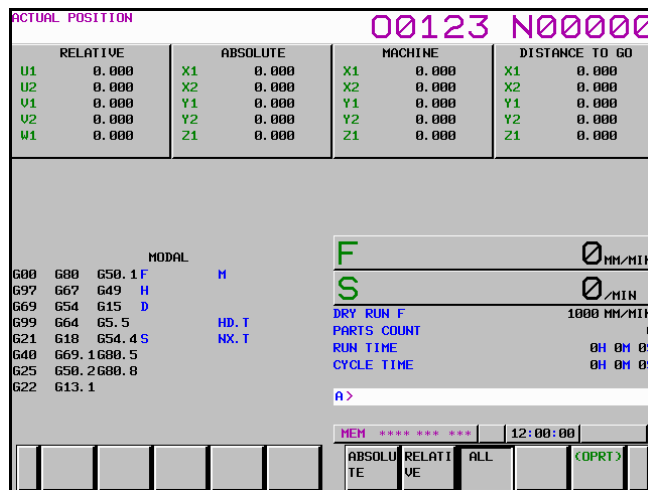 ACTUAL POSITION O0123 N00000
RELATIVE ABSOLUTE MACHINE DISTANCE TO GO
U1 0.000 X1 0.000 X1 0.000 X1 0.000
U2 0.000 X2 0.000 X2 0.000 X2 0.000
V1 0.000 Y1 0.000 Y1 0.000 Y1 0.000
V2 0.000 Y2 0.000 Y2 0.000 Y2 0.000
W1 0.000 Z1 0.000 Z1 0.000 Z1 0.000
MODAL
G00 G80 G50.1 F M
G97 G67 G49 H
G69 G54 G15 D
G99 G64 G5.5 HD.T
G21 G18 G54.4 S NX.T
G40 G69.1 G80.5
G25 G50.2 G80.8
G22 G13.1
F 0 MM/MIN
S 0 /MIN
DRY RUN F 1000 MM/MIN
PARTS COUNT
RUN TIME 0H 0M 0S
CYCLE TIME 0H 0M 0S
A>
MEM **** *** *** 12:00:00
ABSOLU RELATI ALL (OPRT)
TE VE